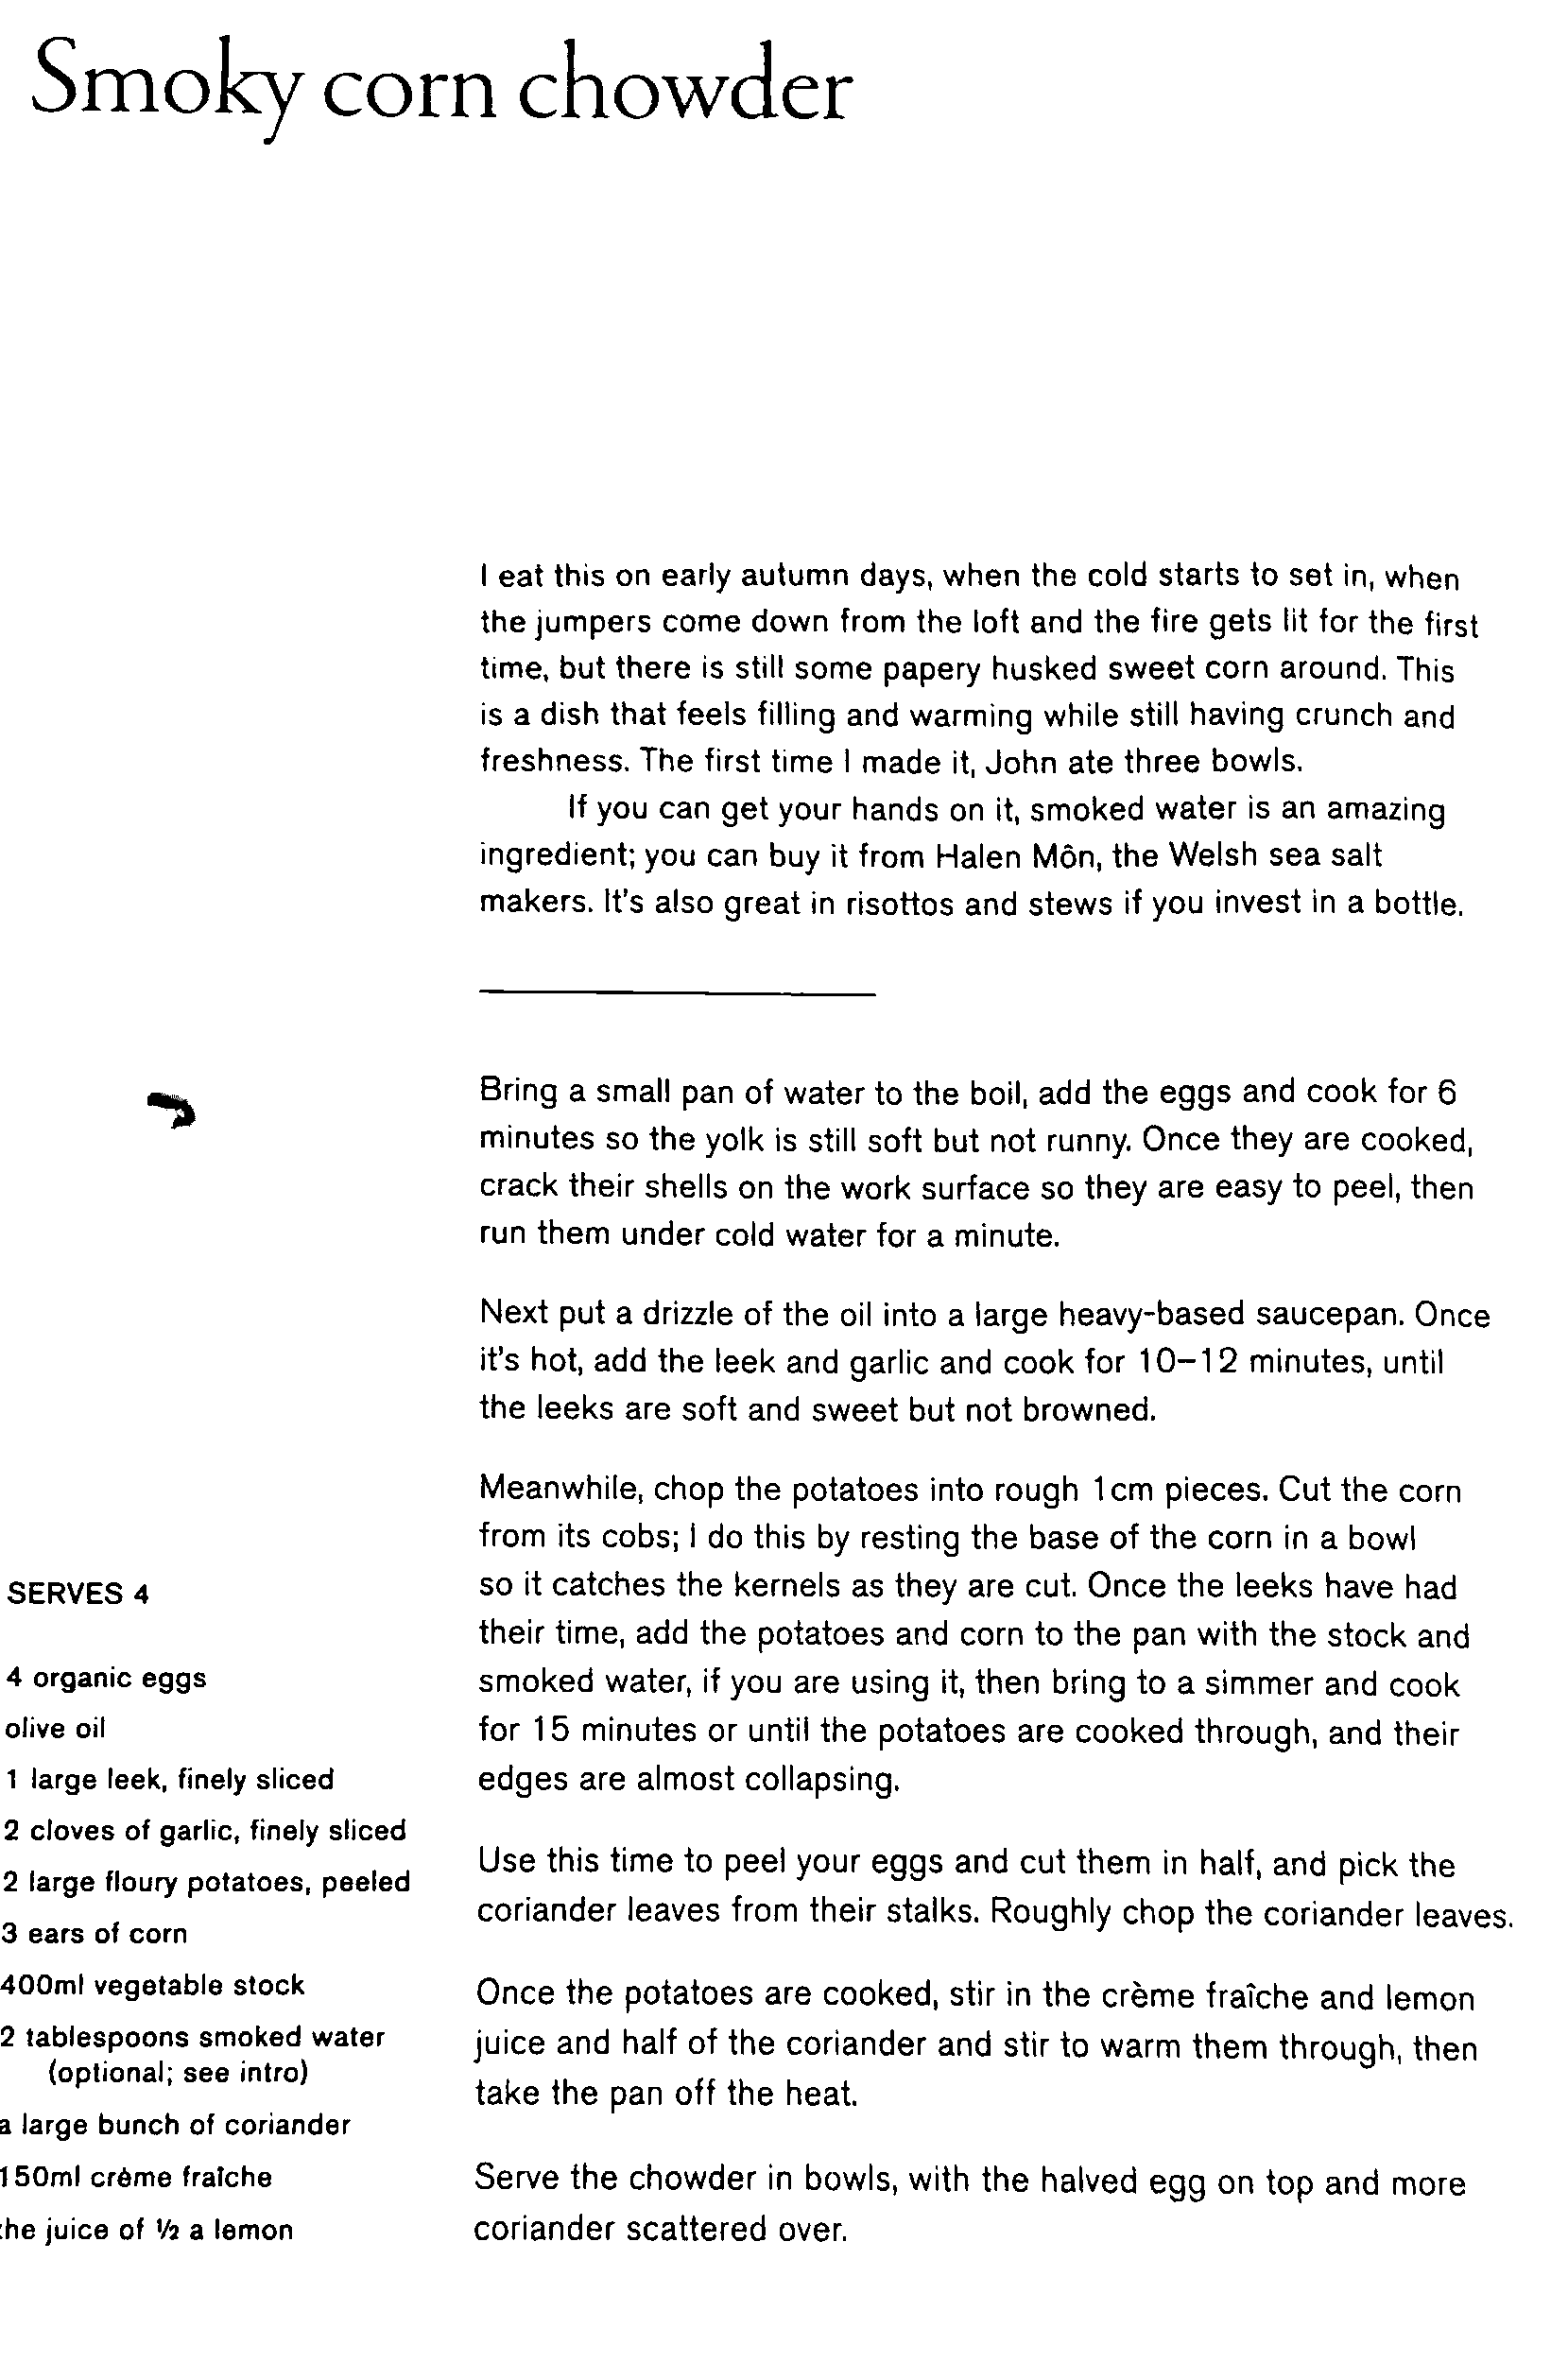 Smoky corn chowder
I eat this on early autumn days, when the cold starts to set in, when
the jumpers come down from the loft and the fire gets lit for the first
time, but there is still some papery husked sweet corn around. This
is a dish that feels filling and warming while still having crunch and
freshness. The first time I made it, John ate three bowls.
If you can get your hands on it, smoked water is an amazing
ingredient; you can buy it from Halen Môn, the Welsh sea salt
makers. It's also great in risottos and stews if you invest in a bottle.
Bring a small pan of water to the boil, add the eggs and cook for 6
minutes so the yolk is still soft but not runny. Once they are cooked,
crack their shells on the work surface so they are easy to peel, then
run them under cold water for a minute.
Next put a drizzle of the oil into a large heavy-based saucepan. Once
it's hot, add the leek and garlic and cook for 10–12 minutes, until
the leeks are soft and sweet but not browned.
Meanwhile, chop the potatoes into rough 1cm pieces. Cut the corn
from its cobs; I do this by resting the base of the corn in a bowl
so it catches the kernels as they are cut. Once the leeks have had
their time, add the potatoes and corn to the pan with the stock and
smoked water, if you are using it, then bring to a simmer and cook
for 15 minutes or until the potatoes are cooked through, and their
edges are almost collapsing.
Use this time to peel your eggs and cut them in half, and pick the
coriander leaves from their stalks. Roughly chop the coriander leaves.
Once the potatoes are cooked, stir in the crème fraîche and lemon
juice and half of the coriander and stir to warm them through, then
take the pan off the heat.
Serve the chowder in bowls, with the halved egg on top and more
coriander scattered over.
SERVES 4
4 organic eggs
olive oil
1 large leek, finely sliced
2 cloves of garlic, finely sliced
2 large floury potatoes, peeled
3 ears of corn
400ml vegetable stock
2 tablespoons smoked water
(optional; see intro)
a large bunch of coriander
150ml crème fraîche
the juice of ½ a lemon